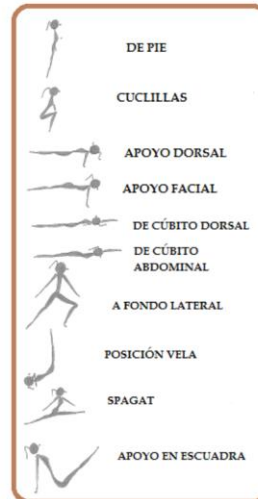 DE PIE
CUCLILLAS
APOYO DORSAL
APOYO FACIAL
DE CÚBITO DORSAL
DE CÚBITO
ABDOMINAL
A FONDO LATERAL
POSICIÓN VELA
SPAGAT
APOYO EN ESCUADRA